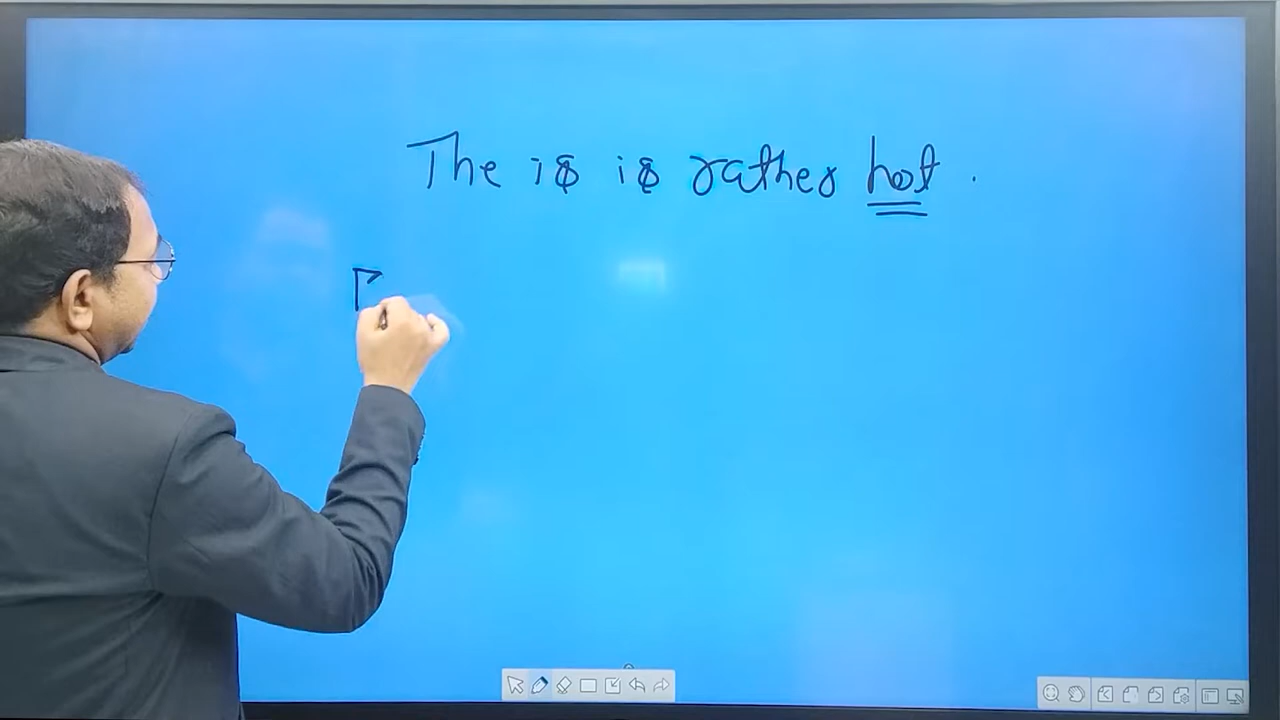 The is is rather hot.